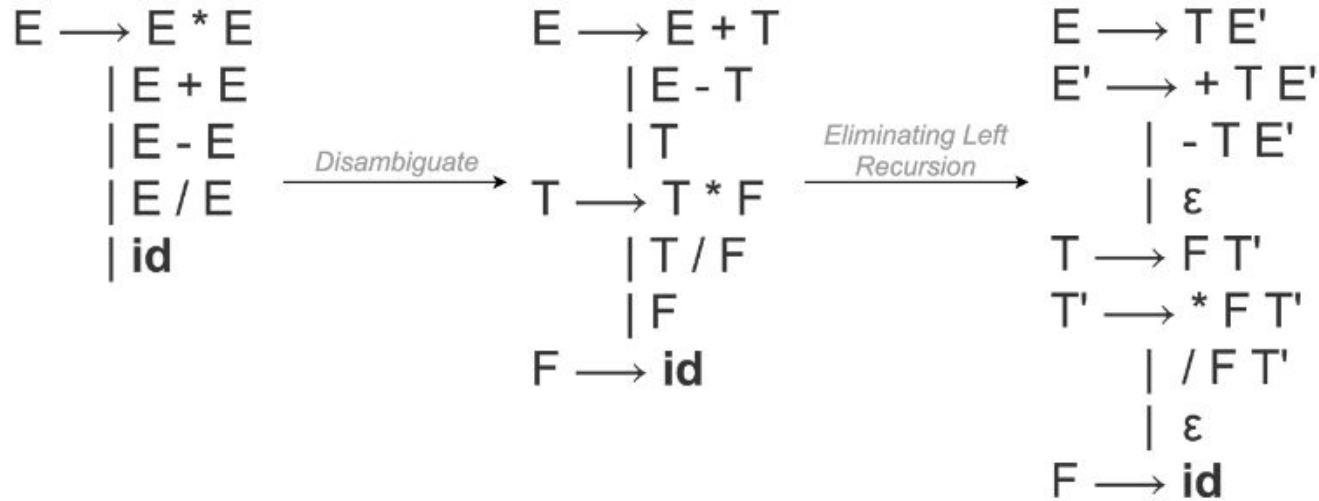 E ⟶ E * E
| E + E
| E - E
| E / E
| id
Disambiguate
E ⟶ E + T
| E - T
| T
T ⟶ T * F
| T / F
| F
F ⟶ id
Eliminating Left
Recursion
E ⟶ T E'
E' ⟶ + T E'
| - T E'
| ε
T ⟶ F T'
T' ⟶ * F T'
| / F T'
| ε
F ⟶ id